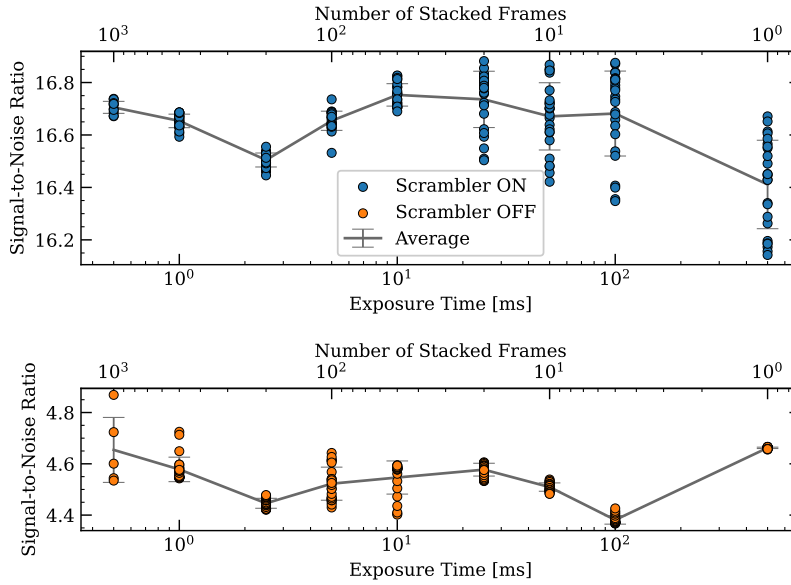 Number of Stacked Frames
10³ 10² 10¹ 10⁰
Signal-to-Noise Ratio
16.8
16.6
16.4
16.2
Scrambler ON
Scrambler OFF
Average
10⁰ 10¹ 10²
Exposure Time [ms]
Number of Stacked Frames
10³ 10² 10¹ 10⁰
Signal-to-Noise Ratio
4.8
4.6
4.4
10⁰ 10¹ 10²
Exposure Time [ms]